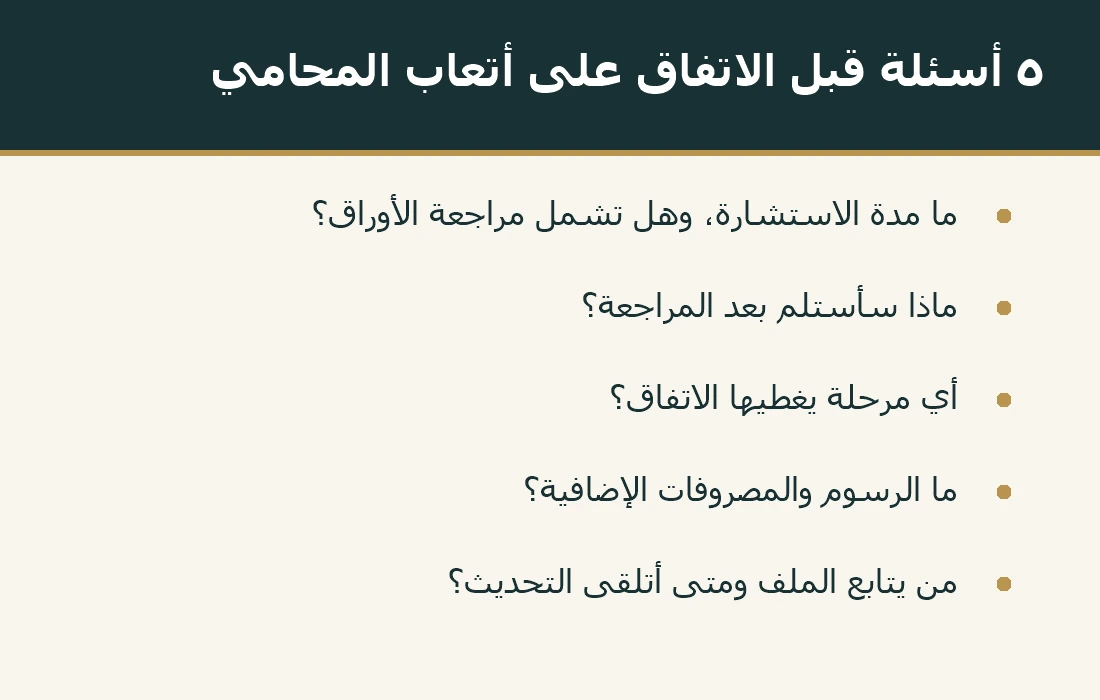 ٥ أسئلة قبل الاتفاق على أتعاب المحامي
ما مدة الاستشارة، وهل تشمل مراجعة الأوراق؟
ماذا سأستلم بعد المراجعة؟
أي مرحلة يغطيها الاتفاق؟
ما الرسوم والمصروفات الإضافية؟
من يتابع الملف ومتى أتلقى التحديث؟